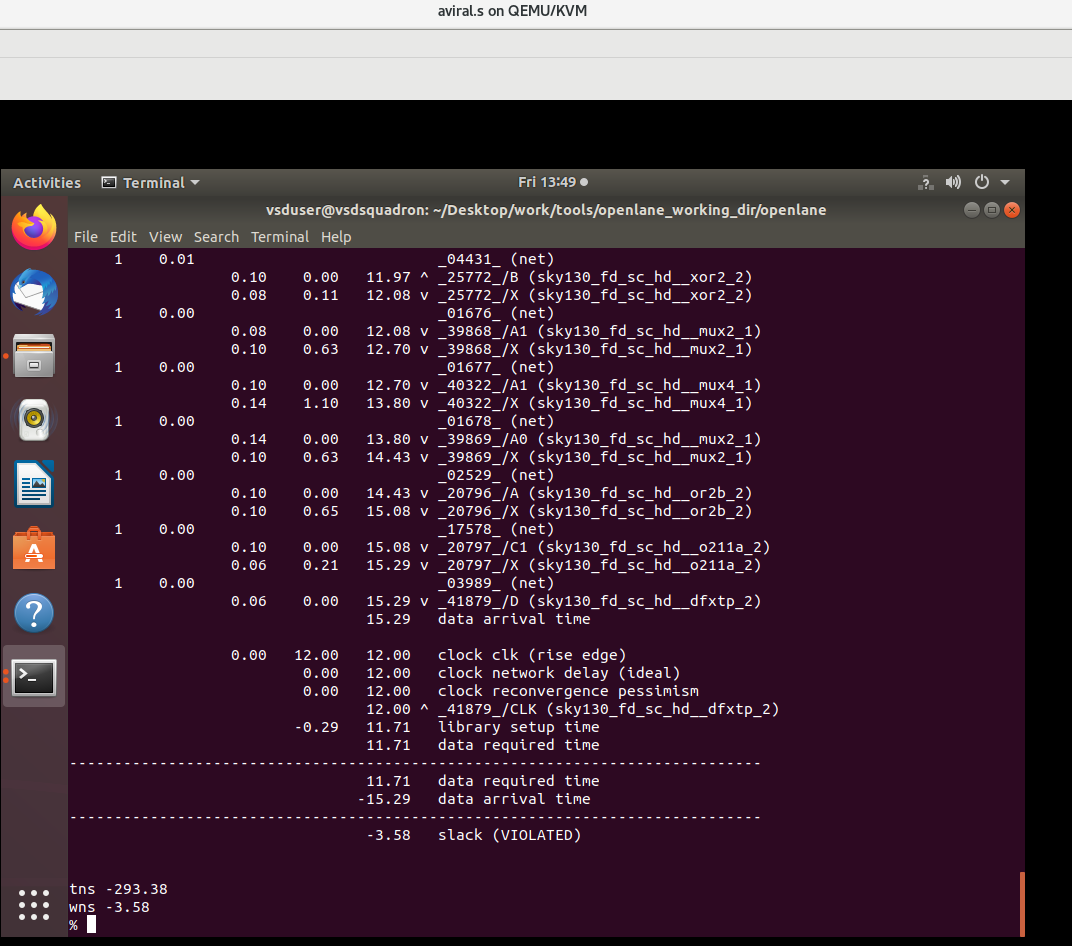 aviral.s on QEMU/KVM
Activities Terminal Fri 13:49
vsduser@vsdsquadron: ~/Desktop/work/tools/openlane_working_dir/openlane
File Edit View Search Terminal Help
1 0.01 _04431_ (net)
0.10 0.00 11.97 ^ _25772_/B (sky130_fd_sc_hd__xor2_2)
0.08 0.11 12.08 v _25772_/X (sky130_fd_sc_hd__xor2_2)
1 0.00 _01676_ (net)
0.08 0.00 12.08 v _39868_/A1 (sky130_fd_sc_hd__mux2_1)
0.10 0.63 12.70 v _39868_/X (sky130_fd_sc_hd__mux2_1)
1 0.00 _01677_ (net)
0.10 0.00 12.70 v _40322_/A1 (sky130_fd_sc_hd__mux4_1)
0.14 1.10 13.80 v _40322_/X (sky130_fd_sc_hd__mux4_1)
1 0.00 _01678_ (net)
0.14 0.00 13.80 v _39869_/A0 (sky130_fd_sc_hd__mux2_1)
0.10 0.63 14.43 v _39869_/X (sky130_fd_sc_hd__mux2_1)
1 0.00 _02529_ (net)
0.10 0.00 14.43 v _20796_/A (sky130_fd_sc_hd__or2b_2)
0.10 0.65 15.08 v _20796_/X (sky130_fd_sc_hd__or2b_2)
1 0.00 _17578_ (net)
0.10 0.00 15.08 v _20797_/C1 (sky130_fd_sc_hd__o211a_2)
0.06 0.21 15.29 v _20797_/X (sky130_fd_sc_hd__o211a_2)
1 0.00 _03989_ (net)
0.06 0.00 15.29 v _41879_/D (sky130_fd_sc_hd__dfxtp_2)
15.29 data arrival time
0.00 12.00 12.00 clock clk (rise edge)
0.00 12.00 clock network delay (ideal)
0.00 12.00 clock reconvergence pessimism
12.00 ^ _41879_/CLK (sky130_fd_sc_hd__dfxtp_2)
-0.29 11.71 library setup time
11.71 data required time
-----------------------------------------------------------------------------
11.71 data required time
-15.29 data arrival time
-----------------------------------------------------------------------------
-3.58 slack (VIOLATED)
tns -293.38
wns -3.58
%